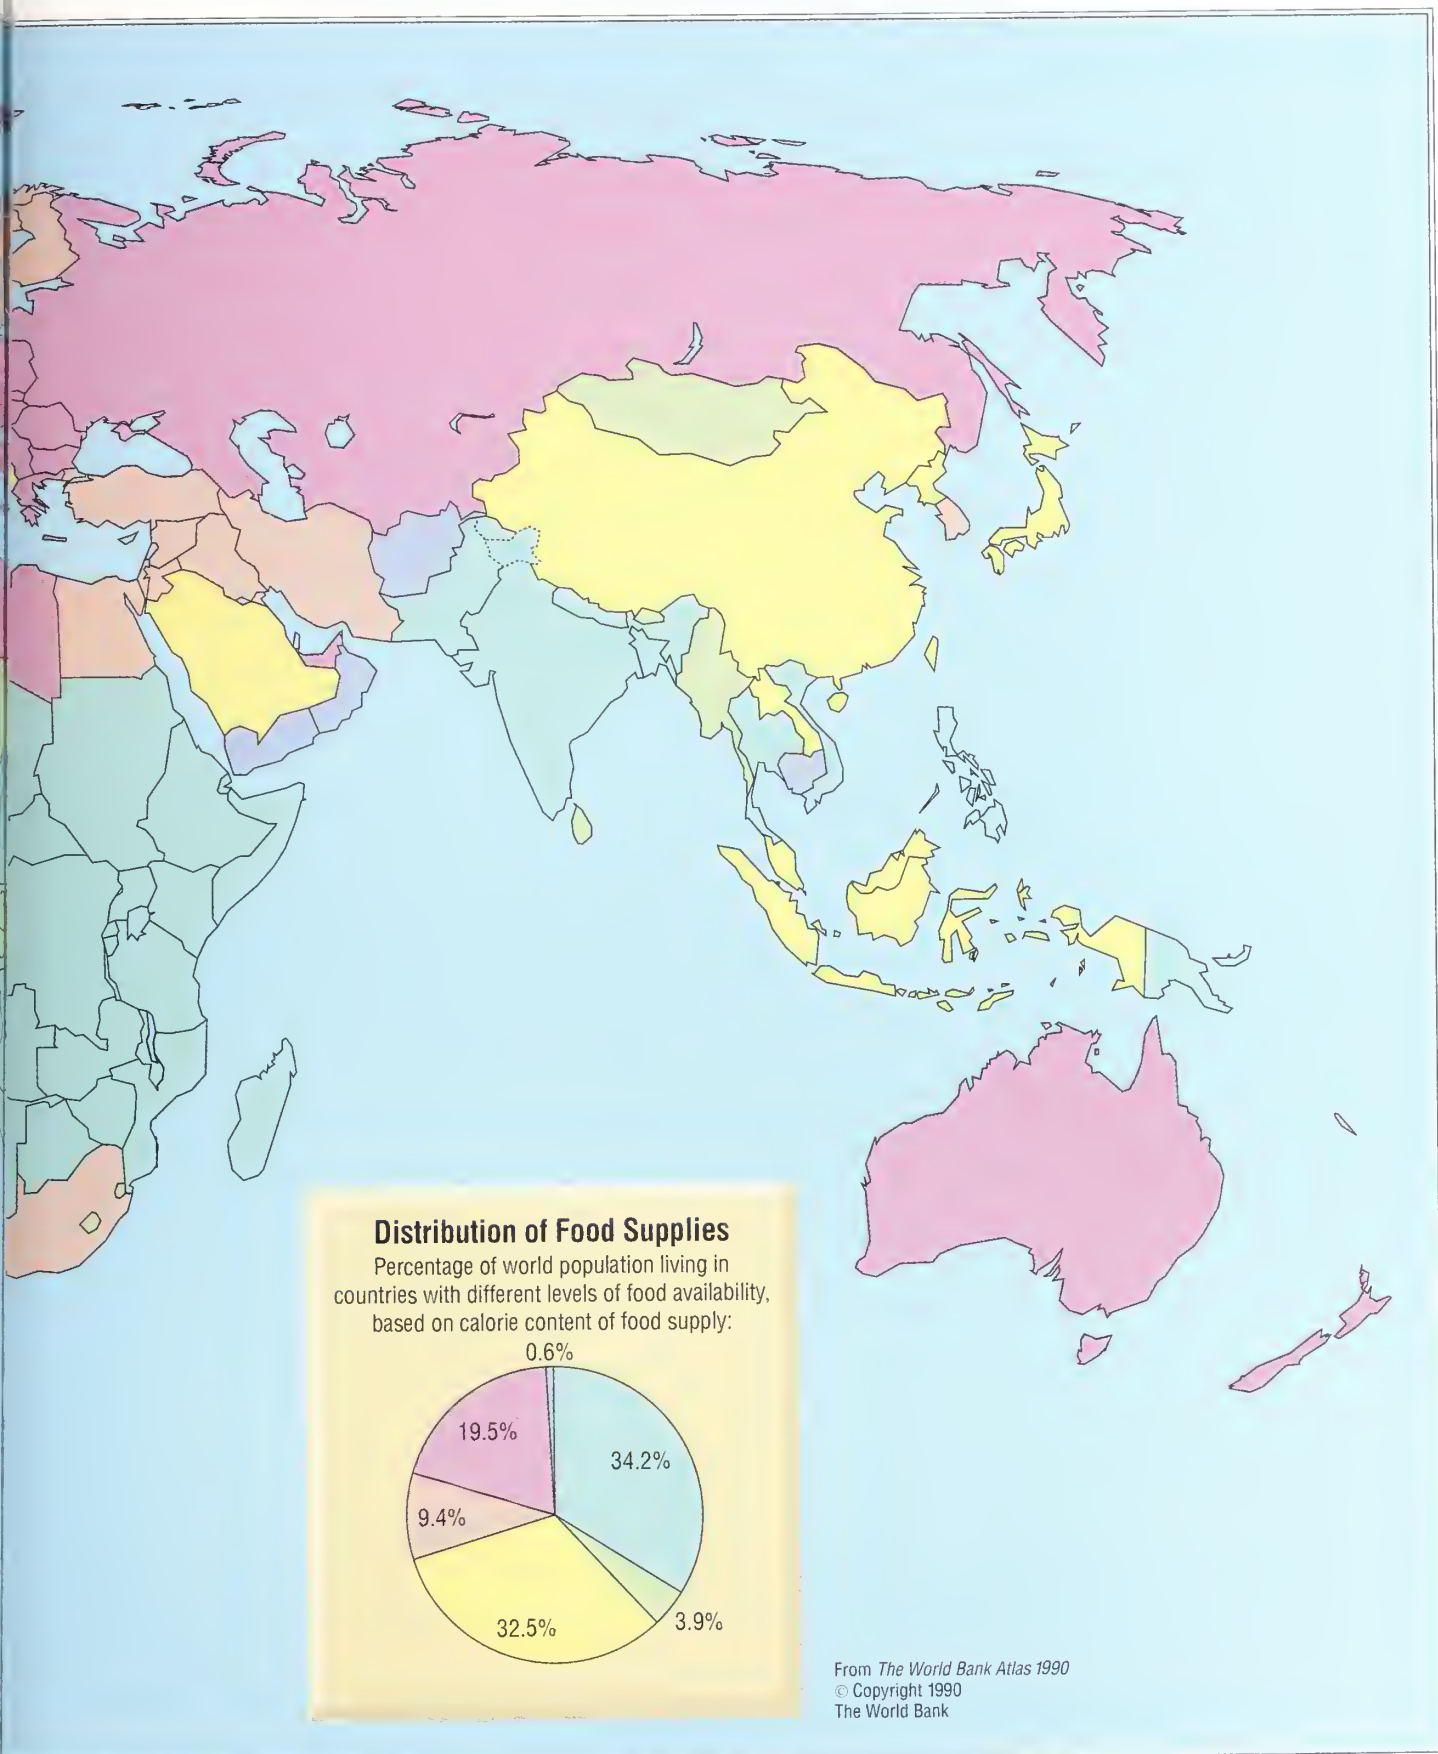 Distribution of Food Supplies
Percentage of world population living in
countries with different levels of food availability,
based on calorie content of food supply:
0.6%
19.5%
34.2%
9.4%
32.5%
3.9%
From The World Bank Atlas 1990
© Copyright 1990
The World Bank